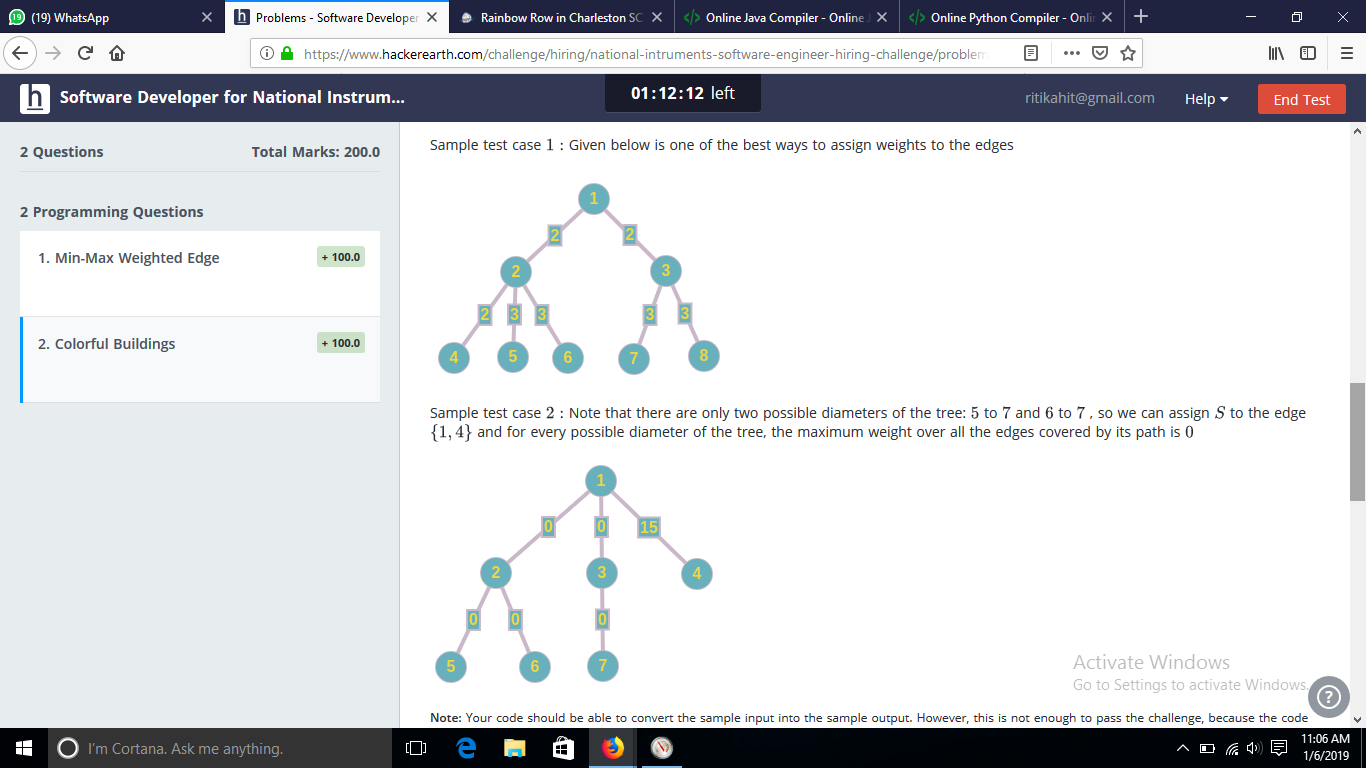 (19) WhatsApp
Problems - Software Developer
Rainbow Row in Charleston SC
Online Java Compiler - Online
Online Python Compiler - Onli
https://www.hackerearth.com/challenge/hiring/national-intruments-software-engineer-hiring-challenge/problem
h Software Developer for National Instrum...
01:12:12 left
ritikahit@gmail.com
Help
End Test
2 Questions
Total Marks: 200.0
2 Programming Questions
1. Min-Max Weighted Edge
+ 100.0
2. Colorful Buildings
+ 100.0
Sample test case 1 : Given below is one of the best ways to assign weights to the edges
1
2 2
2 3
2 3 3 3 3
4 5 6 7 8
Sample test case 2 : Note that there are only two possible diameters of the tree: 5 to 7 and 6 to 7 , so we can assign S to the edge
{1, 4} and for every possible diameter of the tree, the maximum weight over all the edges covered by its path is 0
1
0 0 15
2 3 4
0 0 0
5 6 7
Activate Windows
Go to Settings to activate Windows.
?
Note: Your code should be able to convert the sample input into the sample output. However, this is not enough to pass the challenge, because the code
I'm Cortana. Ask me anything.
11:06 AM
1/6/2019